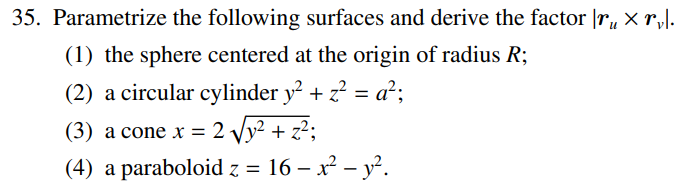 35. Parametrize the following surfaces and derive the factor |r_u × r_v|.
(1) the sphere centered at the origin of radius R;
(2) a circular cylinder y² + z² = a²;
(3) a cone x = 2 √(y² + z²);
(4) a paraboloid z = 16 − x² − y².